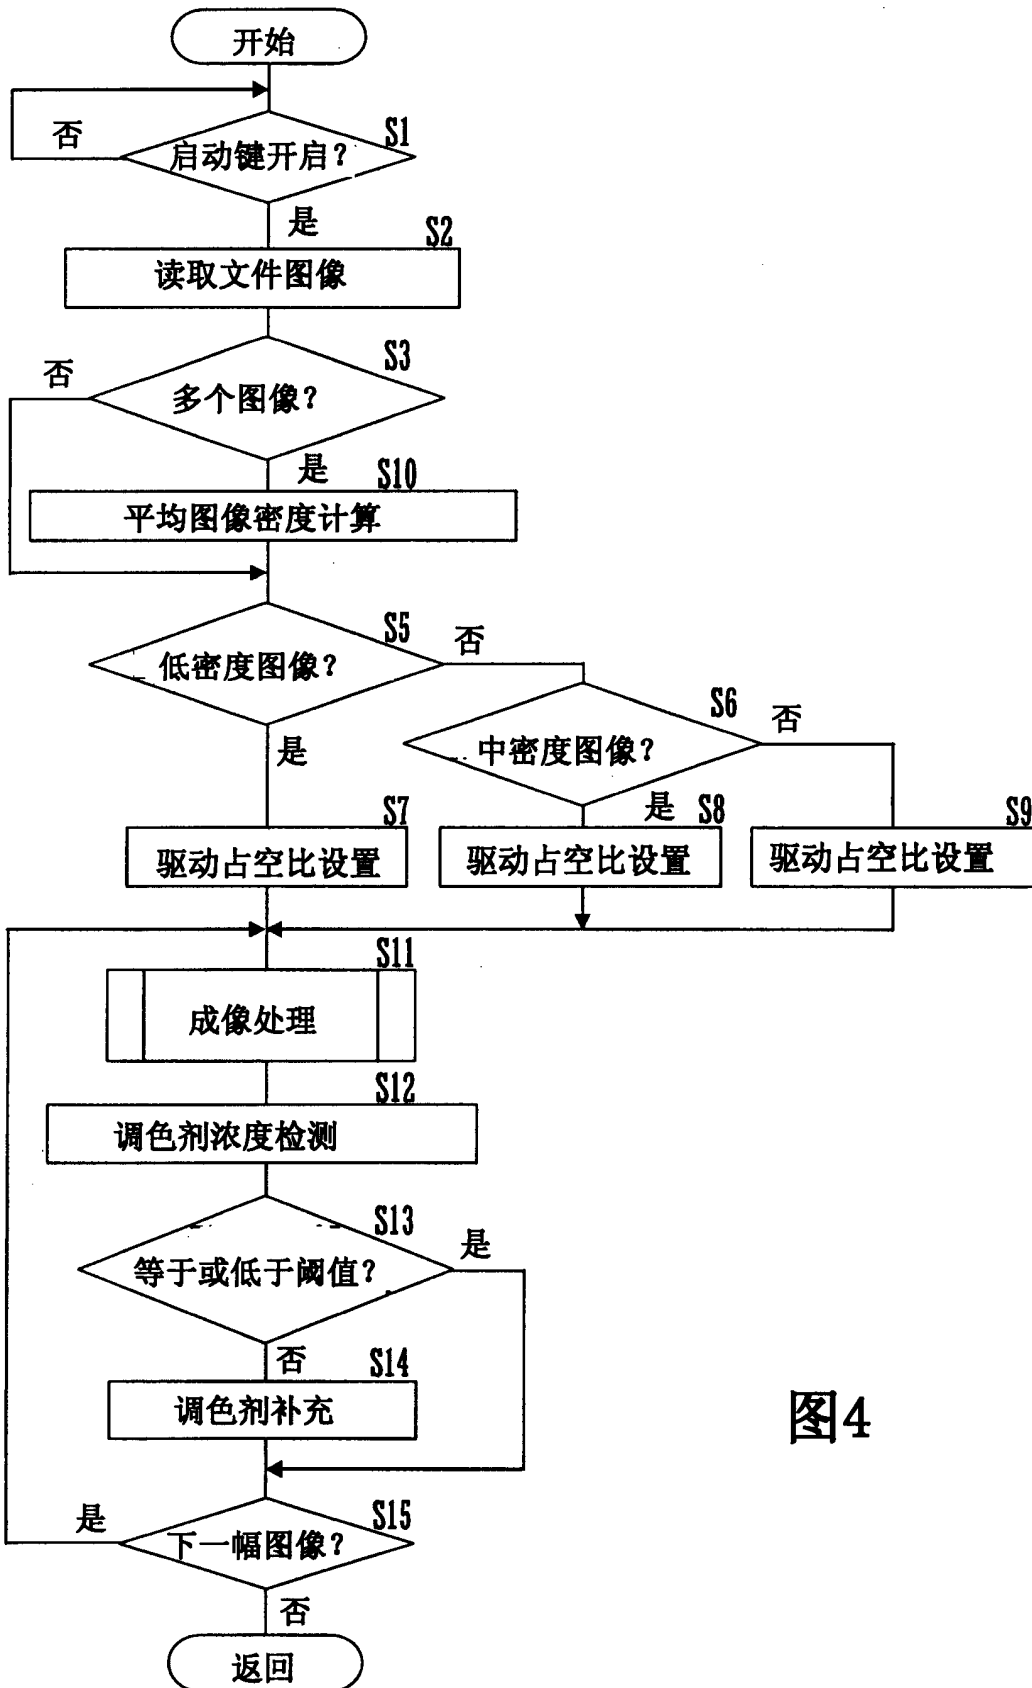 开始
否
S1
启动键开启?
是
S2
读取文件图像
否
S3
多个图像?
是
S10
平均图像密度计算
S5
否
低密度图像?
S6
否
是
中密度图像?
S7
是
S8
S9
驱动占空比设置
驱动占空比设置
驱动占空比设置
S11
成像处理
S12
调色剂浓度检测
S13
是
等于或低于阈值?
否
S14
调色剂补充
图4
是
S15
下一幅图像?
否
返回